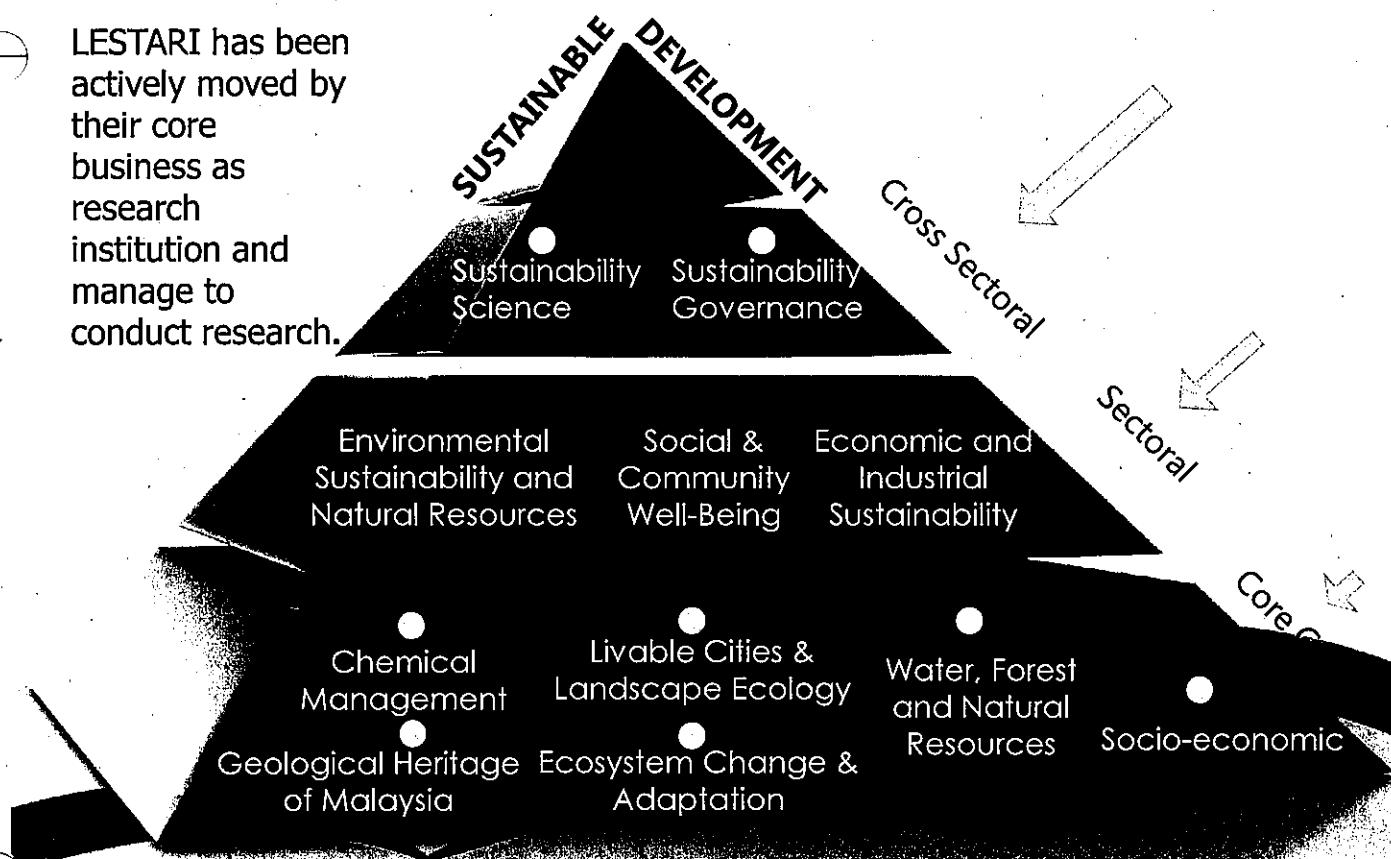 LESTARI has been
actively moved by
their core
business as
research
institution and
manage to
conduct research.
SUSTAINABLE
DEVELOPMENT
Cross Sectoral
Sustainability
Science
Sustainability
Governance
Sectoral
Environmental
Sustainability and
Natural Resources
Social &
Community
Well-Being
Economic and
Industrial
Sustainability
Core
Chemical
Management
Livable Cities &
Landscape Ecology
Water, Forest
and Natural
Resources
Socio-economic
Geological Heritage
of Malaysia
Ecosystem Change &
Adaptation